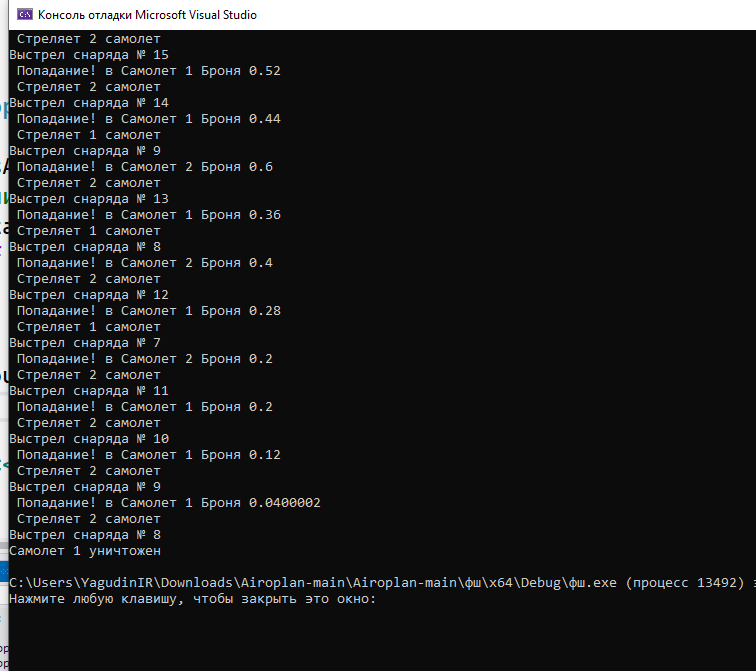 Консоль отладки Microsoft Visual Studio
Стреляет 2 самолет
Выстрел снаряда № 15
Попадание! в Самолет 1 Броня 0.52
Стреляет 2 самолет
Выстрел снаряда № 14
Попадание! в Самолет 1 Броня 0.44
Стреляет 1 самолет
Выстрел снаряда № 9
Попадание! в Самолет 2 Броня 0.6
Стреляет 2 самолет
Выстрел снаряда № 13
Попадание! в Самолет 1 Броня 0.36
Стреляет 1 самолет
Выстрел снаряда № 8
Попадание! в Самолет 2 Броня 0.4
Стреляет 2 самолет
Выстрел снаряда № 12
Попадание! в Самолет 1 Броня 0.28
Стреляет 1 самолет
Выстрел снаряда № 7
Попадание! в Самолет 2 Броня 0.2
Стреляет 2 самолет
Выстрел снаряда № 11
Попадание! в Самолет 1 Броня 0.2
Стреляет 2 самолет
Выстрел снаряда № 10
Попадание! в Самолет 1 Броня 0.12
Стреляет 2 самолет
Выстрел снаряда № 9
Попадание! в Самолет 1 Броня 0.0400002
Стреляет 2 самолет
Выстрел снаряда № 8
Самолет 1 уничтожен
C:\Users\YagudinIR\Downloads\Airoplan-main\Airoplan-main\фш\x64\Debug\фш.exe (процесс 13492)
Нажмите любую клавишу, чтобы закрыть это окно: